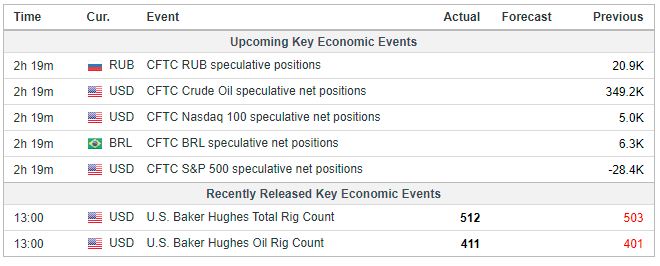 Time Cur. Event Actual Forecast Previous
Upcoming Key Economic Events
2h 19m RUB CFTC RUB speculative positions 20.9K
2h 19m USD CFTC Crude Oil speculative net positions 349.2K
2h 19m USD CFTC Nasdaq 100 speculative net positions 5.0K
2h 19m BRL CFTC BRL speculative net positions 6.3K
2h 19m USD CFTC S&P 500 speculative net positions -28.4K
Recently Released Key Economic Events
13:00 USD U.S. Baker Hughes Total Rig Count 512 503
13:00 USD U.S. Baker Hughes Oil Rig Count 411 401